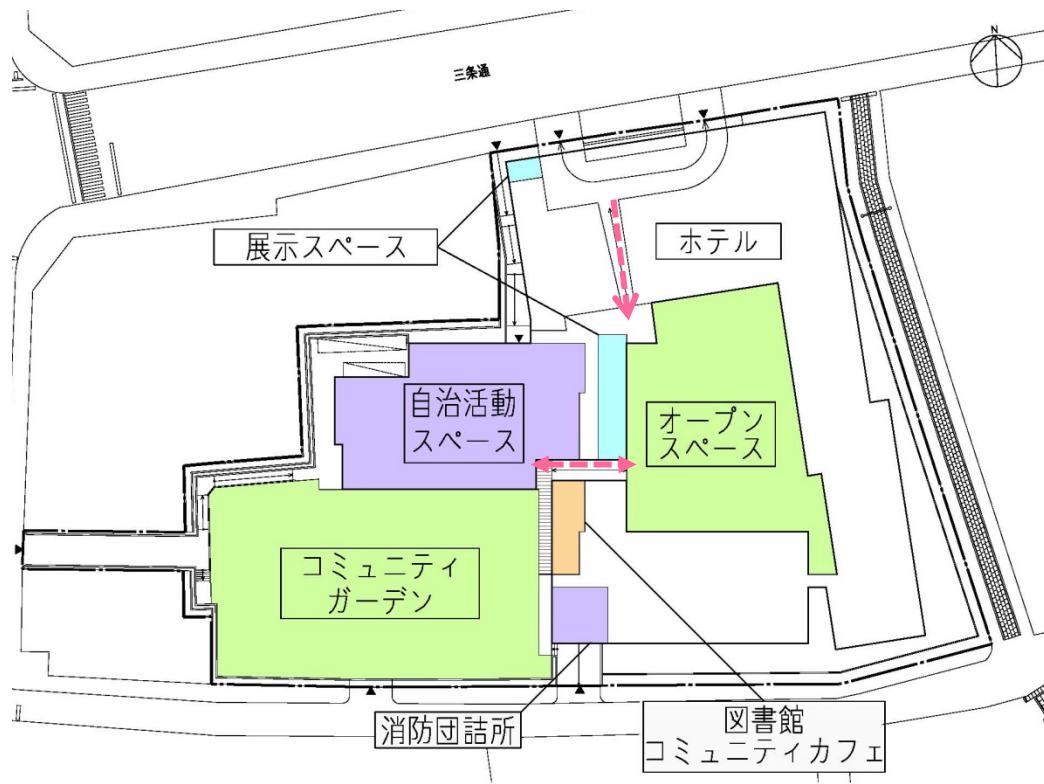 三条通
N
展示スペース
ホテル
自治活動
スペース
オープン
スペース
コミュニティ
ガーデン
消防団詰所
図書館
コミュニティカフェ